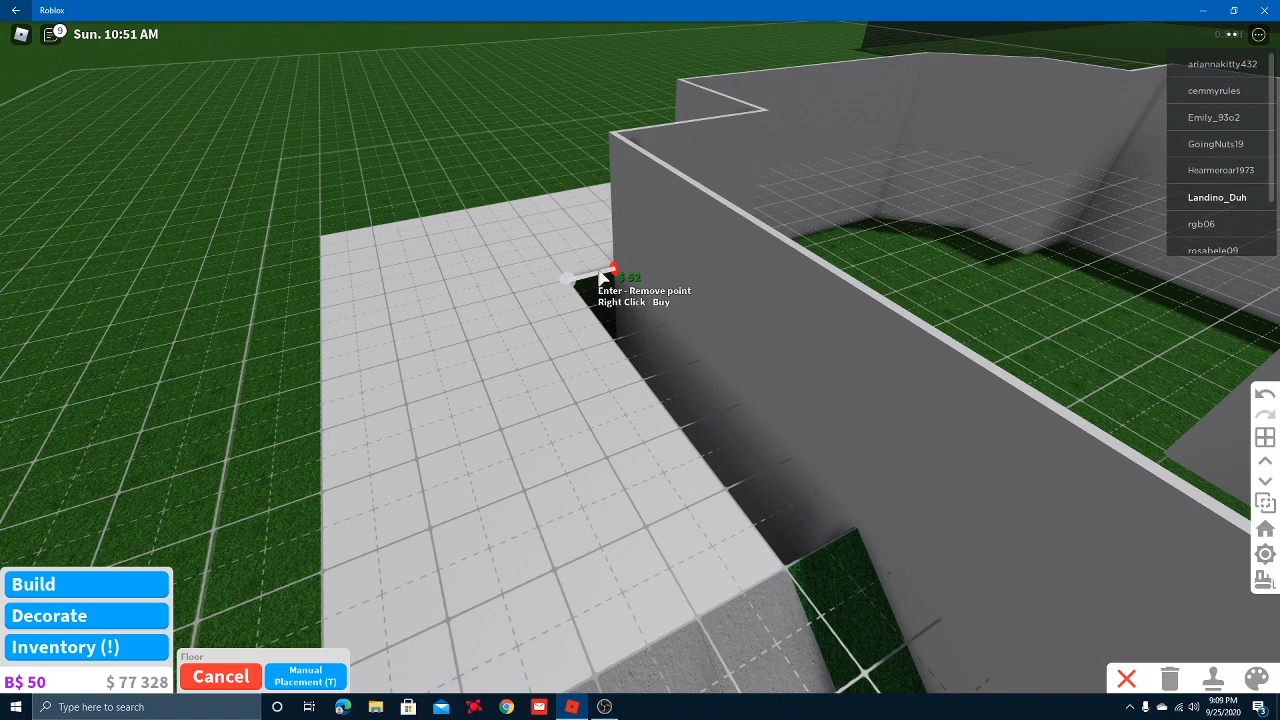 Roblox
9
Sun. 10:51 AM
ariannakitty432
cemmyrules
Emily_93o2
GoingNuts19
Hearmeroar1973
Landino_Duh
rgb06
rosabele09
$ 52
Enter - Remove point
Right Click Buy
Build
Decorate
Inventory (!)
B$ 50
$ 77 328
Floor
Cancel
Manual
Placement (T)
Type here to search
9:09 PM
9/25/2020